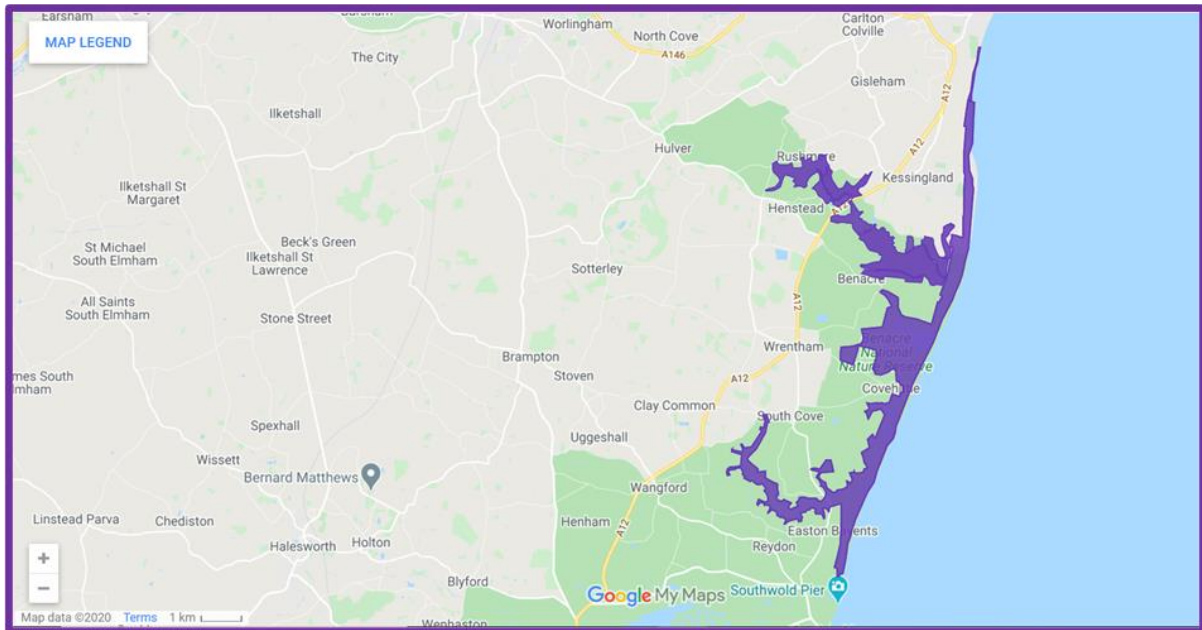 Earsham
Barsham
Worlingham
North Cove
Carlton
Colville
MAP LEGEND
The City
A146
A12
Gisleham
Ilketshall
Hulver
Rushmere
A12
Kessingland
Ilketshall St
Margaret
Henstead
A12
St Michael
South Elmham
Beck's Green
Ilketshall St
Lawrence
Sotterley
Benacre
All Saints
South Elmham
Stone Street
A12
Brampton
Wrentham
Benacre
National
Nature Reserve
mes South
lmham
Stoven
A12
Covehithe
Clay Common
South Cove
Spexhall
Uggeshall
Wissett
Bernard Matthews
Wangford
Linstead Parva
Chediston
Henham
A12
Easton Bavents
Halesworth
Holton
Reydon
Blyford
Google My Maps
Southwold Pier
Map data ©2020
Terms
1 km
Wenhaston